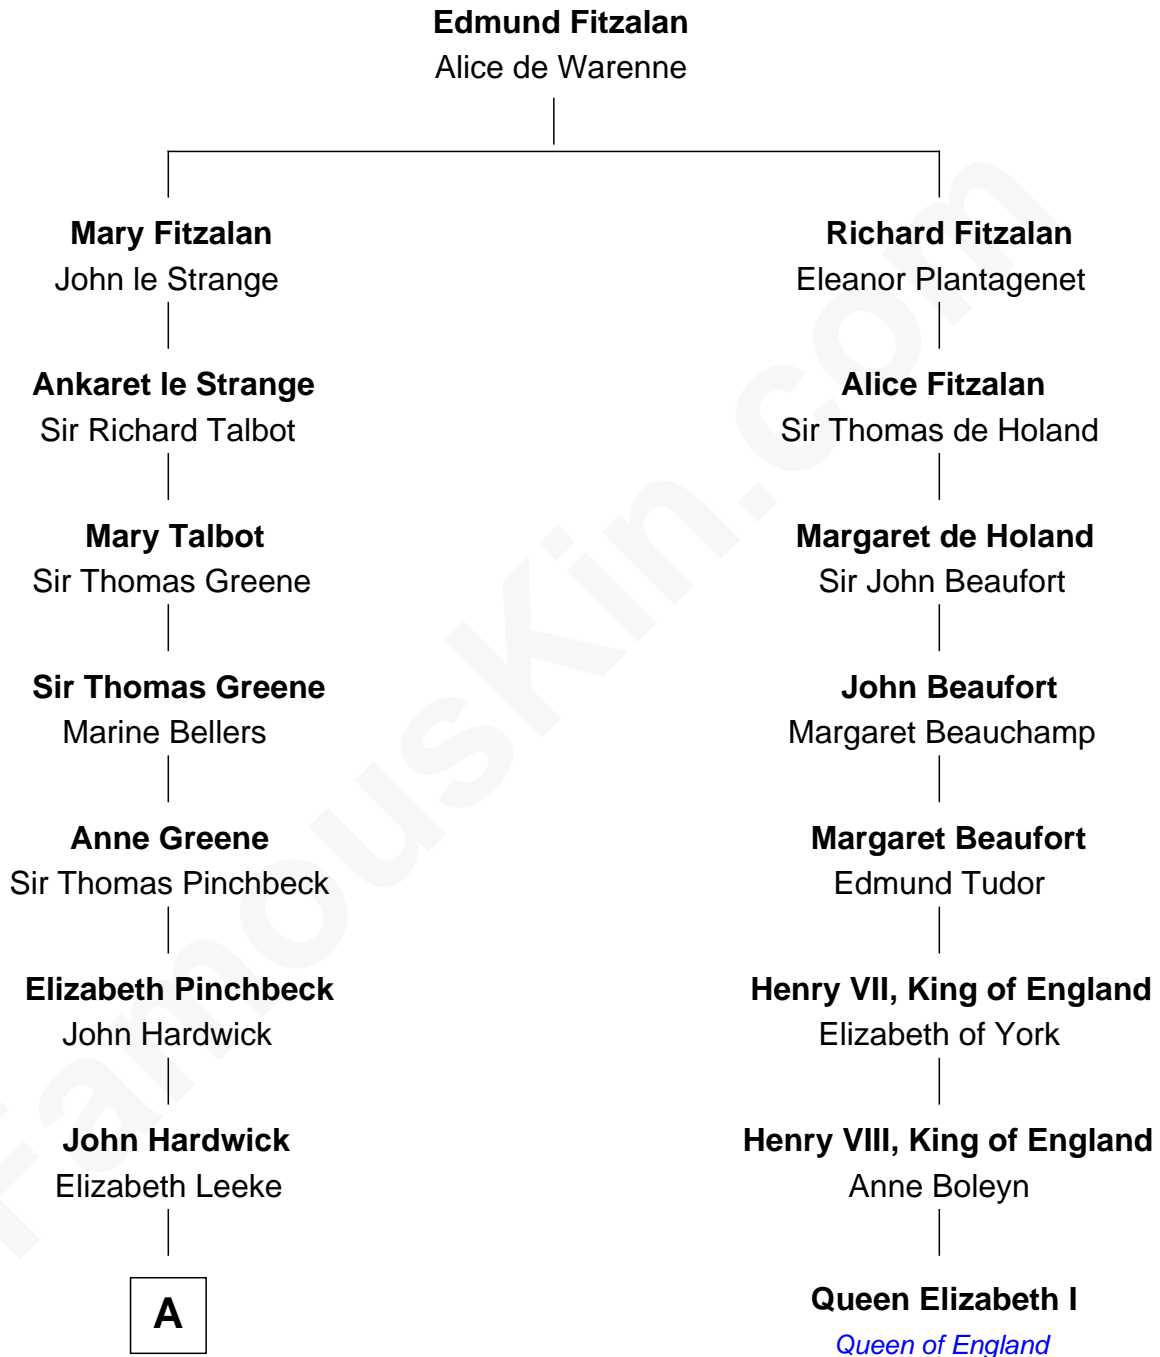 Edmund Fitzalan
Alice de Warenne
Mary Fitzalan
John le Strange
Richard Fitzalan
Eleanor Plantagenet
Ankaret le Strange
Sir Richard Talbot
Alice Fitzalan
Sir Thomas de Holand
Mary Talbot
Sir Thomas Greene
Margaret de Holand
Sir John Beaufort
Sir Thomas Greene
Marine Bellers
John Beaufort
Margaret Beauchamp
Anne Greene
Sir Thomas Pinchbeck
Margaret Beaufort
Edmund Tudor
Elizabeth Pinchbeck
John Hardwick
Henry VII, King of England
Elizabeth of York
John Hardwick
Elizabeth Leeke
Henry VIII, King of England
Anne Boleyn
A
Queen Elizabeth I
Queen of England
FamousKin.com